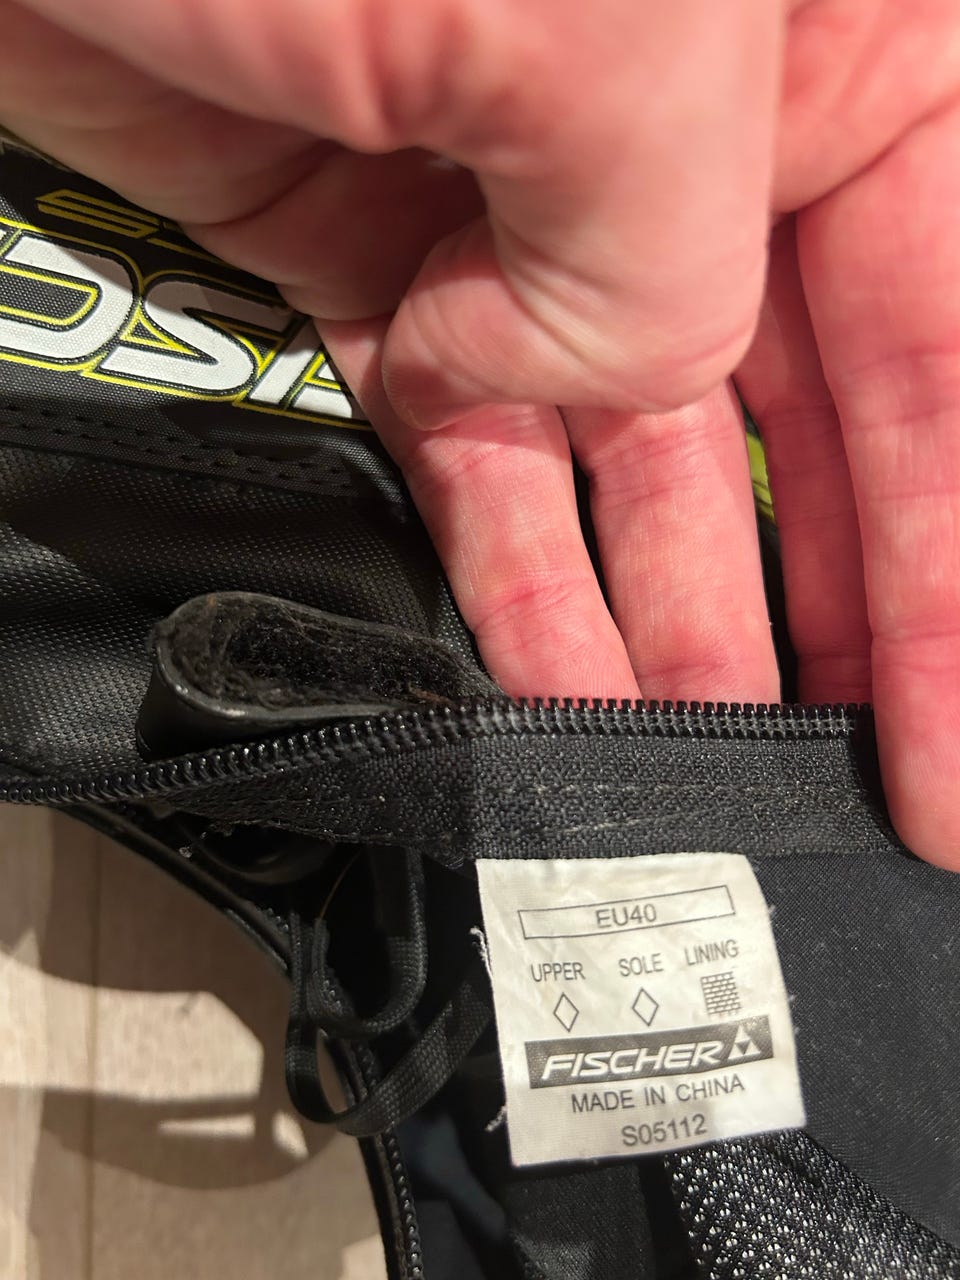 EU40
UPPER SOLE LINING
FISCHER
MADE IN CHINA
S05112